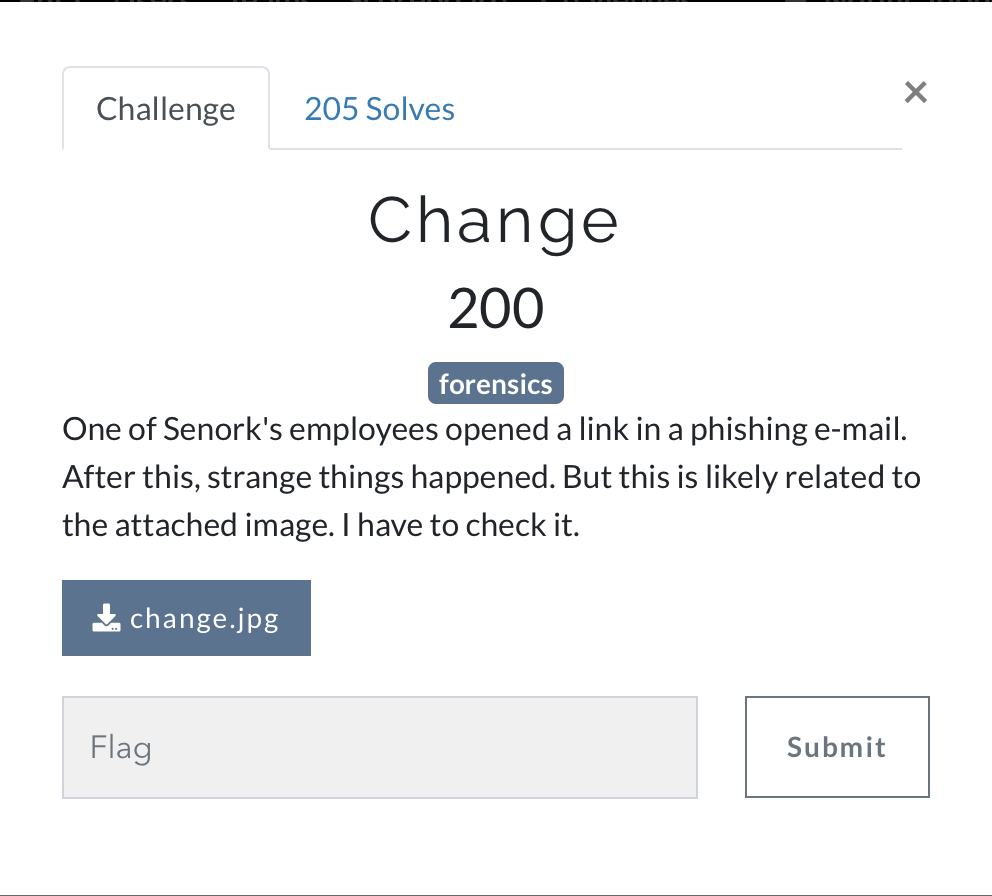 Challenge
205 Solves
×
Change
200
forensics
One of Senork's employees opened a link in a phishing e-mail.
After this, strange things happened. But this is likely related to
the attached image. I have to check it.
change.jpg
Flag
Submit